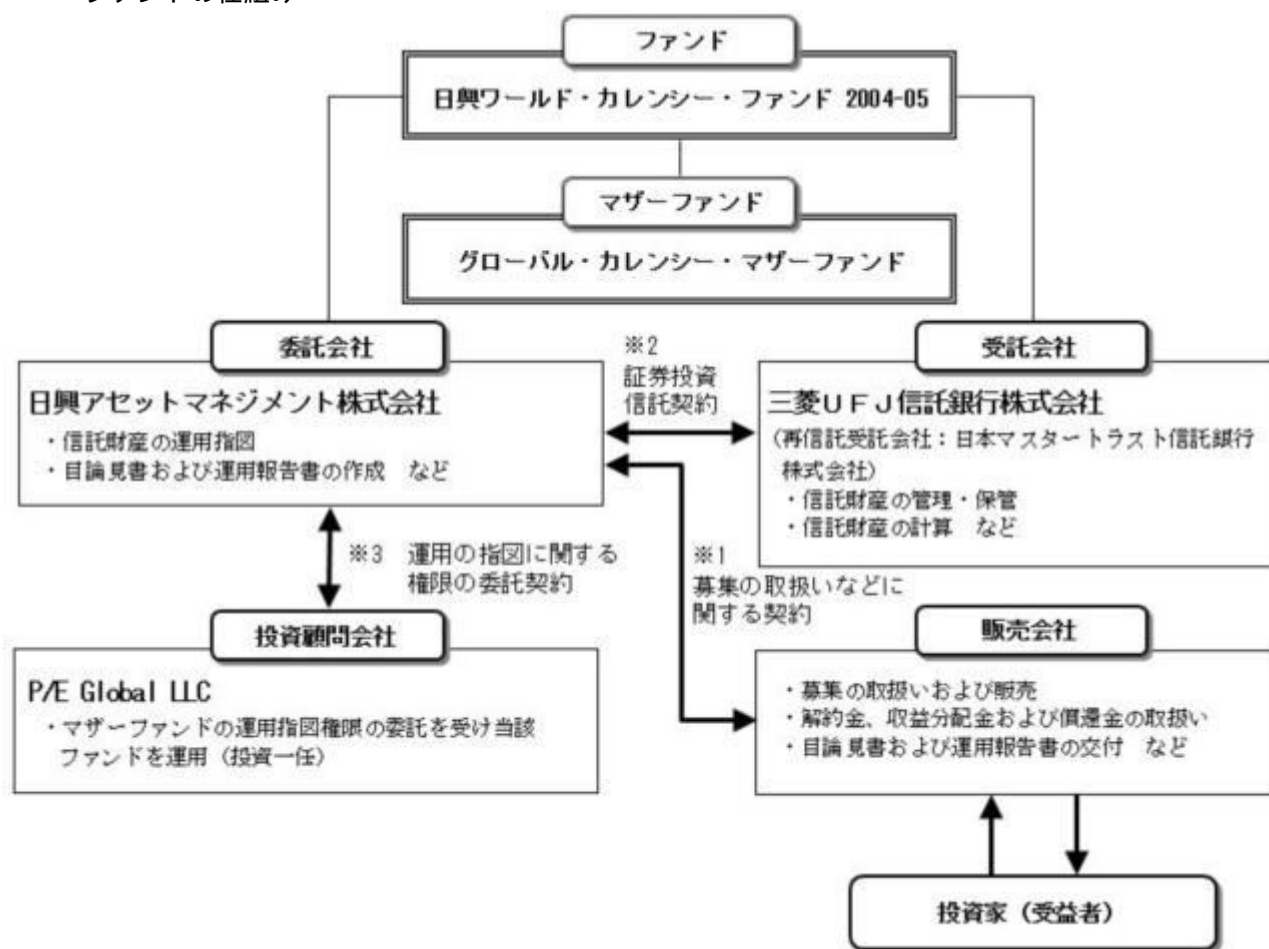 ファンドの仕組み
ファンド
日興ワールド・カレンシー・ファンド 2004-05
マザーファンド
グローバル・カレンシー・マザーファンド
委託会社
日興アセットマネジメント株式会社
・信託財産の運用指図
・目論見書および運用報告書の作成　など
※2
証券投資
信託契約
受託会社
三菱ＵＦＪ信託銀行株式会社
（再信託受託会社：日本マスタートラスト信託銀行
株式会社）
・信託財産の管理・保管
・信託財産の計算　など
※3　運用の指図に関する
権限の委託契約
※1
募集の取扱いなどに
関する契約
投資顧問会社
P/E Global LLC
・マザーファンドの運用指図権限の委託を受け当該
ファンドを運用（投資一任）
販売会社
・募集の取扱いおよび販売
・解約金、収益分配金および償還金の取扱い
・目論見書および運用報告書の交付　など
投資家（受益者）